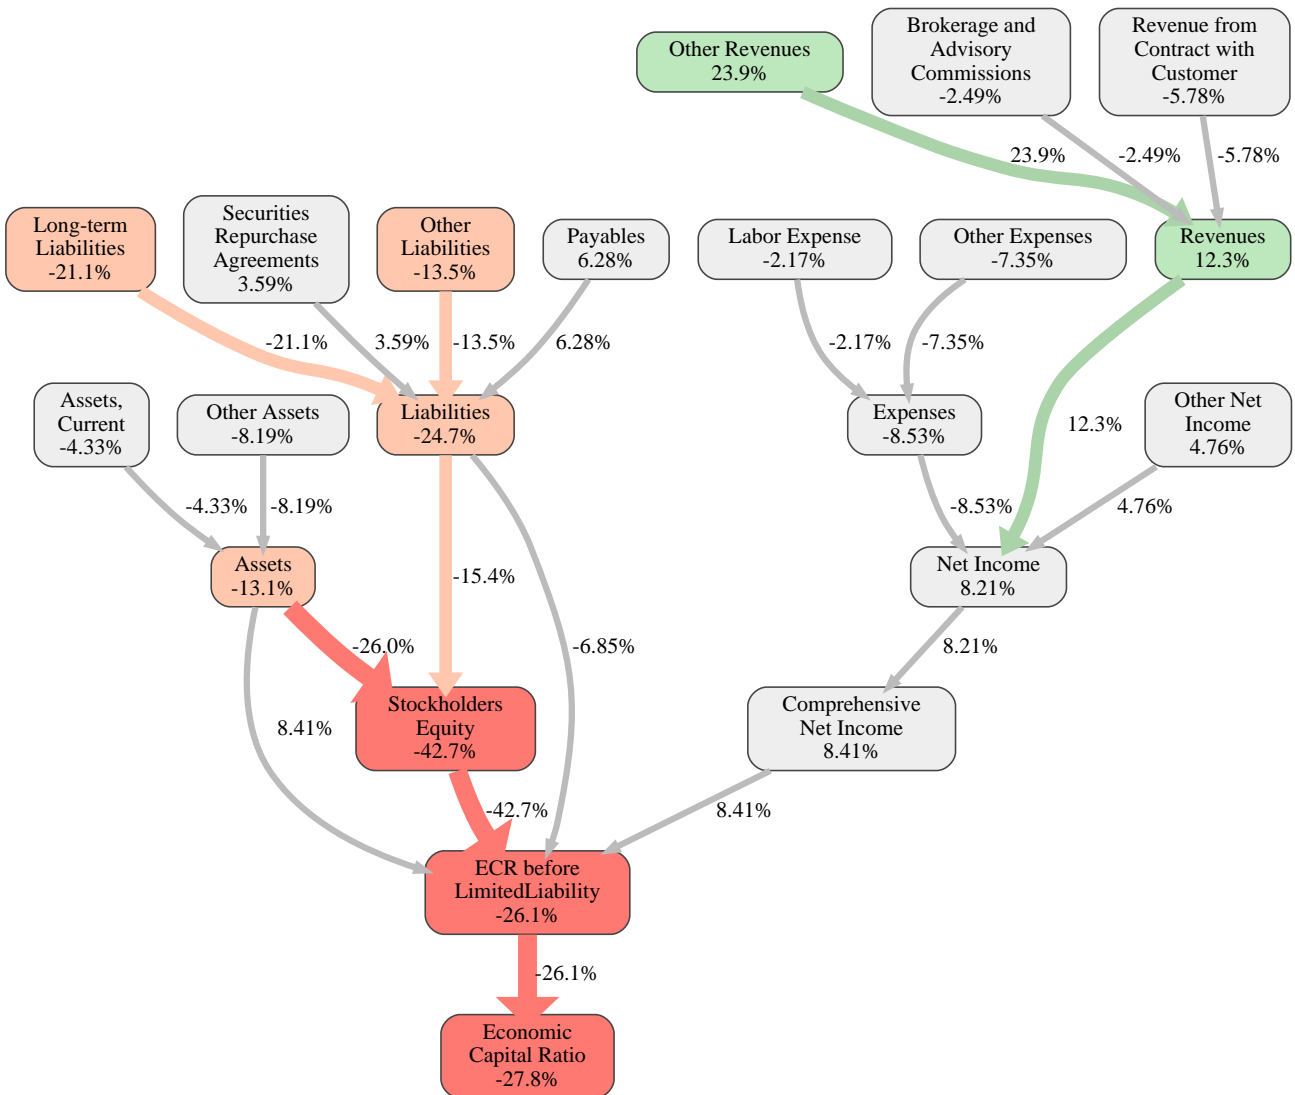 Other Revenues
23.9%
Brokerage and
Advisory
Commissions
-2.49%
Revenue from
Contract with
Customer
-5.78%
23.9%
-2.49%
-5.78%
Long-term
Liabilities
-21.1%
Securities
Repurchase
Agreements
3.59%
Other
Liabilities
-13.5%
Payables
6.28%
Labor Expense
-2.17%
Other Expenses
-7.35%
Revenues
12.3%
-21.1%
3.59%
-13.5%
6.28%
-2.17%
-7.35%
12.3%
Assets,
Current
-4.33%
Other Assets
-8.19%
Liabilities
-24.7%
Expenses
-8.53%
Other Net
Income
4.76%
-4.33%
-8.19%
-8.53%
4.76%
Assets
-13.1%
-15.4%
Net Income
8.21%
-26.0%
-6.85%
8.21%
8.41%
Stockholders
Equity
-42.7%
Comprehensive
Net Income
8.41%
-42.7%
8.41%
ECR before
LimitedLiability
-26.1%
-26.1%
Economic
Capital Ratio
-27.8%